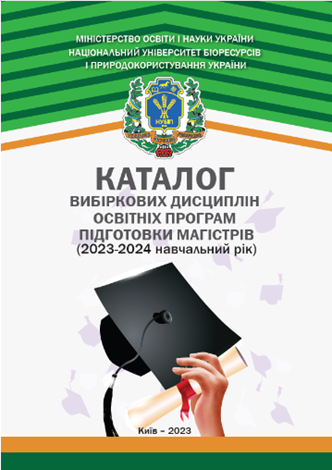 МІНІСТЕРСТВО ОСВІТИ І НАУКИ УКРАЇНИ
НАЦІОНАЛЬНИЙ УНІВЕРСИТЕТ БІОРЕСУРСІВ
І ПРИРОДОКОРИСТУВАННЯ УКРАЇНИ
НУБІП
КАТАЛОГ
ВИБІРКОВИХ ДИСЦИПЛІН
ОСВІТНІХ ПРОГРАМ
ПІДГОТОВКИ МАГІСТРІВ
(2023-2024 навчальний рік)
Київ – 2023